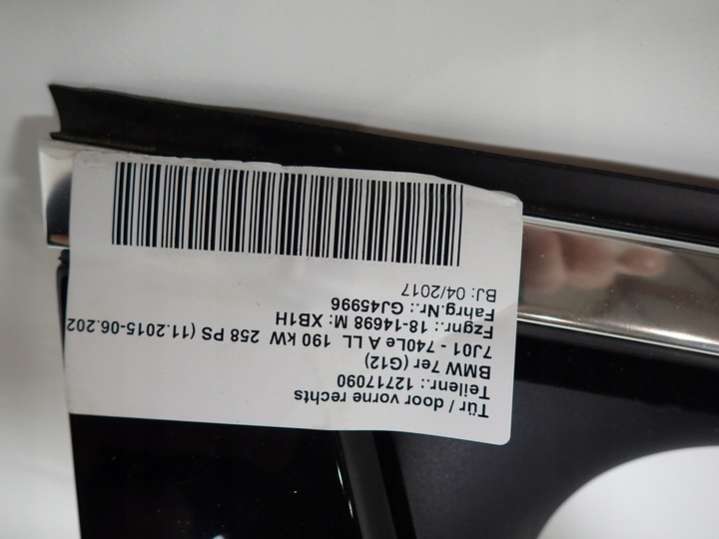 Tür / door vorne rechts
Teilenr.: 12717090
BMW 7er (G12)
7J01 - 740Le A LL 190 kW 258 PS (11.2015-06.202
Fzgnr.: 18-14698 M: XB1H
Fahrg.Nr.: GJ45996
BJ: 04/2017